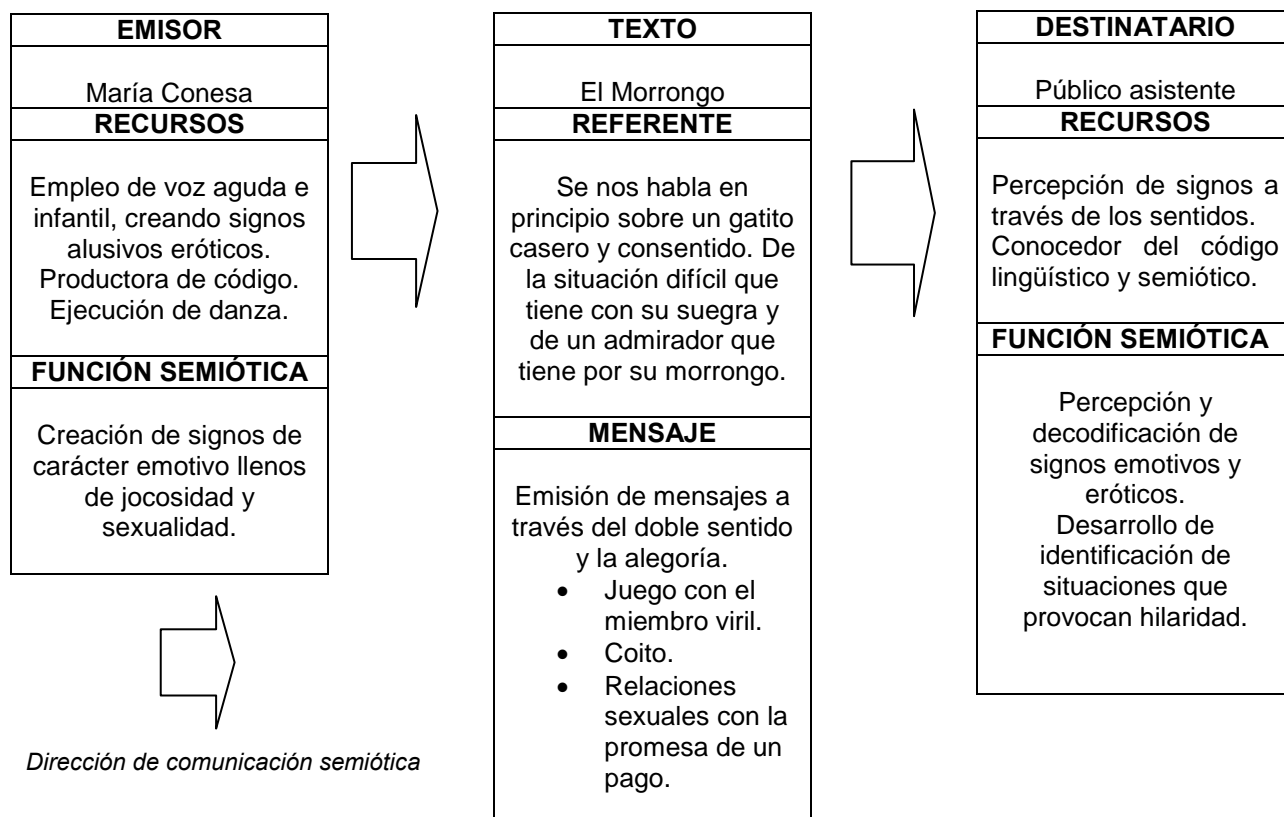 EMISOR
María Conesa
RECURSOS
Empleo de voz aguda e
infantil, creando signos
alusivos eróticos.
Productora de código.
Ejecución de danza.
FUNCIÓN SEMIÓTICA
Creación de signos de
carácter emotivo llenos
de jocosidad y
sexualidad.
Dirección de comunicación semiótica
TEXTO
El Morrongo
REFERENTE
Se nos habla en
principio sobre un gatito
casero y consentido. De
la situación difícil que
tiene con su suegra y
de un admirador que
tiene por su morrongo.
MENSAJE
Emisión de mensajes a
través del doble sentido
y la alegoría.
• Juego con el
miembro viril.
• Coito.
• Relaciones
sexuales con la
promesa de un
pago.
DESTINATARIO
Público asistente
RECURSOS
Percepción de signos a
través de los sentidos.
Conocedor del código
lingüístico y semiótico.
FUNCIÓN SEMIÓTICA
Percepción y
decodificación de
signos emotivos y
eróticos.
Desarrollo de
identificación de
situaciones que
provocan hilaridad.